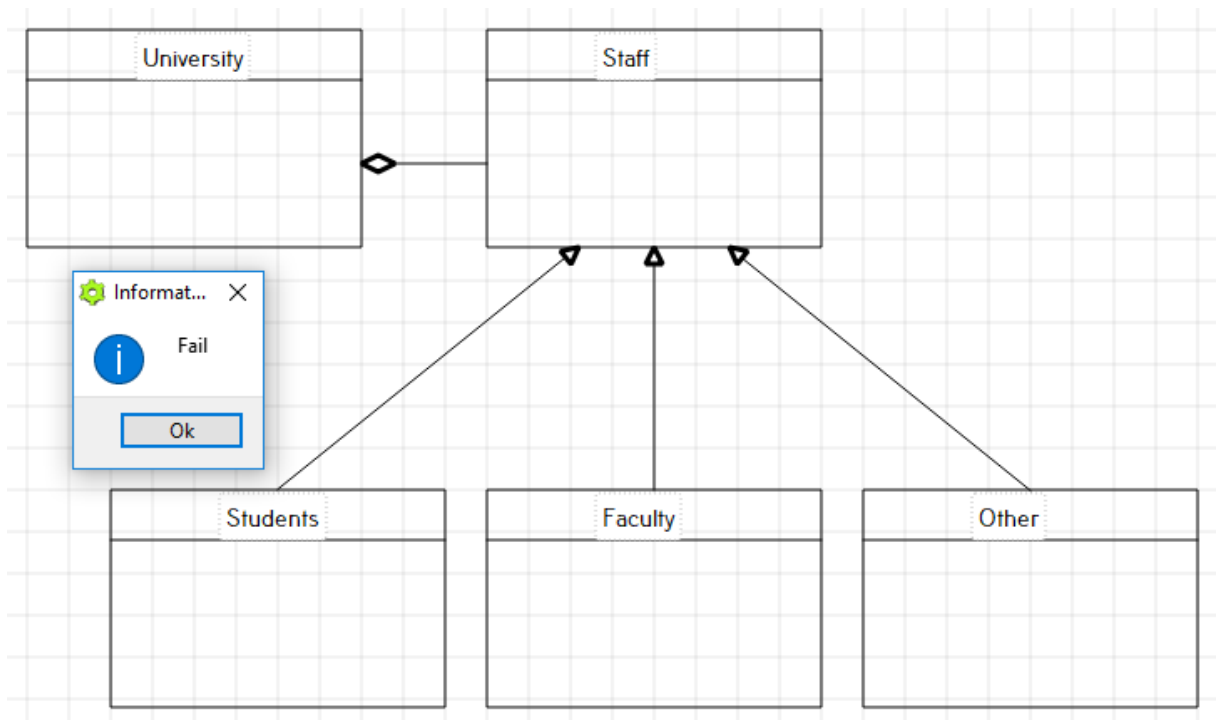 University
Staff
Informat...
Fail
Ok
Students
Faculty
Other